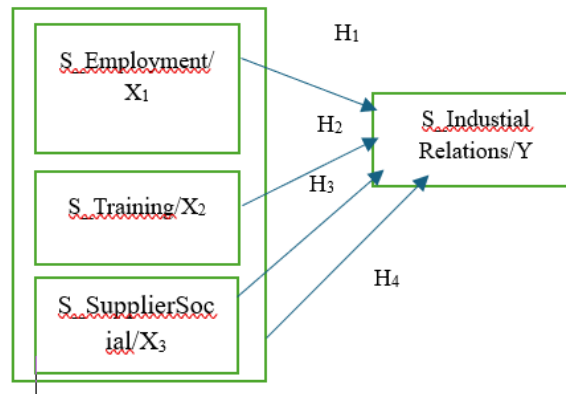 S_Employment/
X₁
H₁
S_Industial
Relations/Y
H₂
S_Training/X₂
H₃
S_SupplierSoc
ial/X₃
H₄